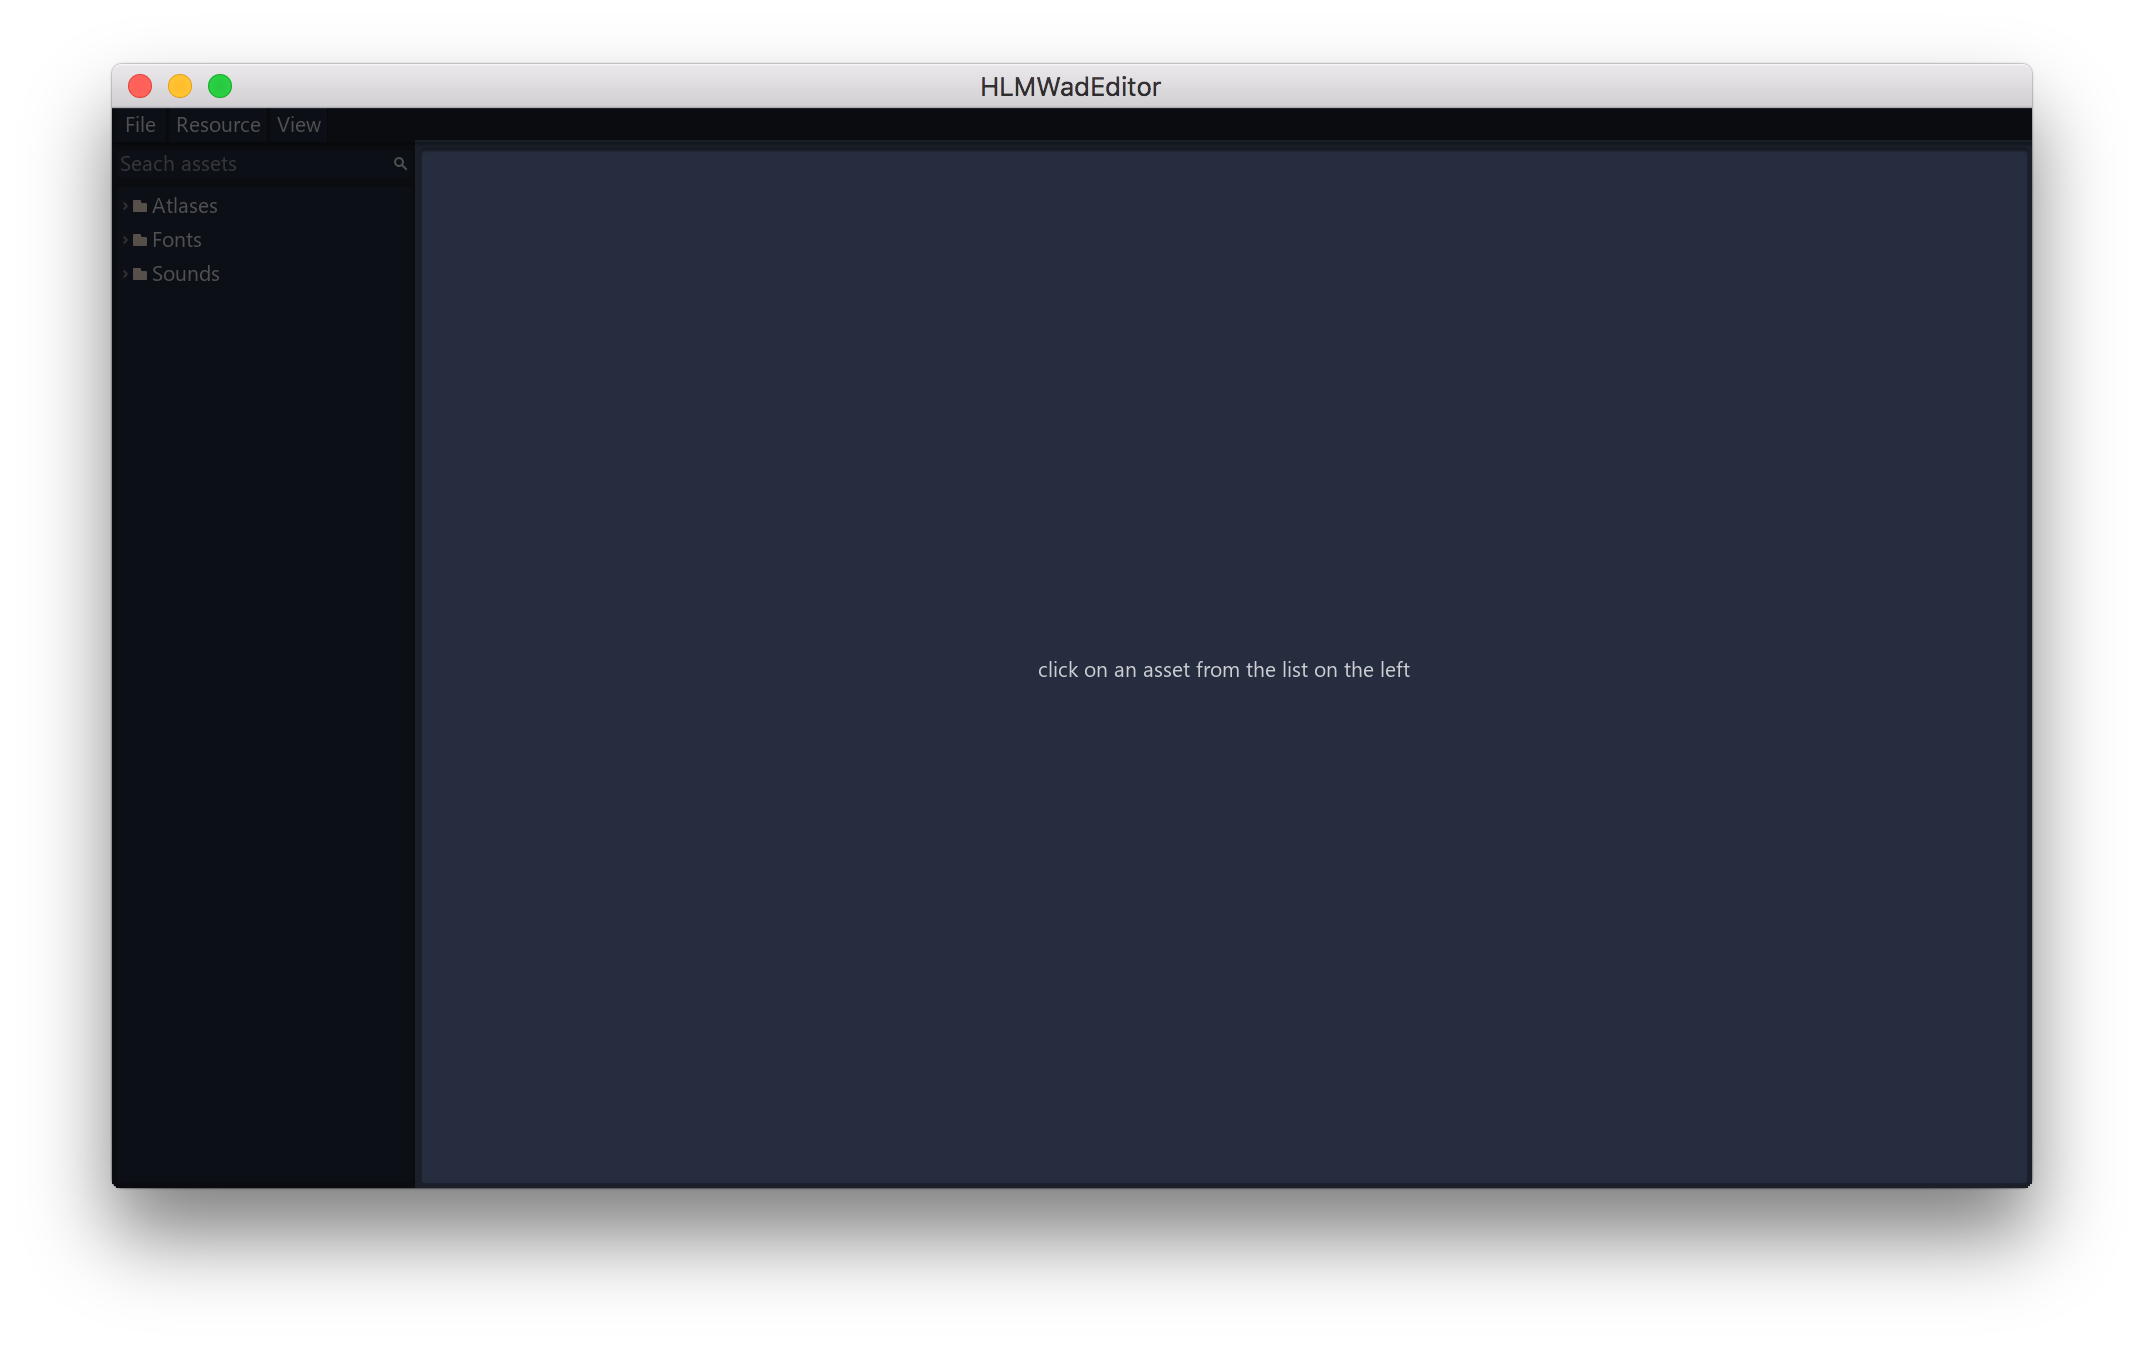 HLMWadEditor
File Resource View
Seach assets
Atlases
Fonts
Sounds
click on an asset from the list on the left